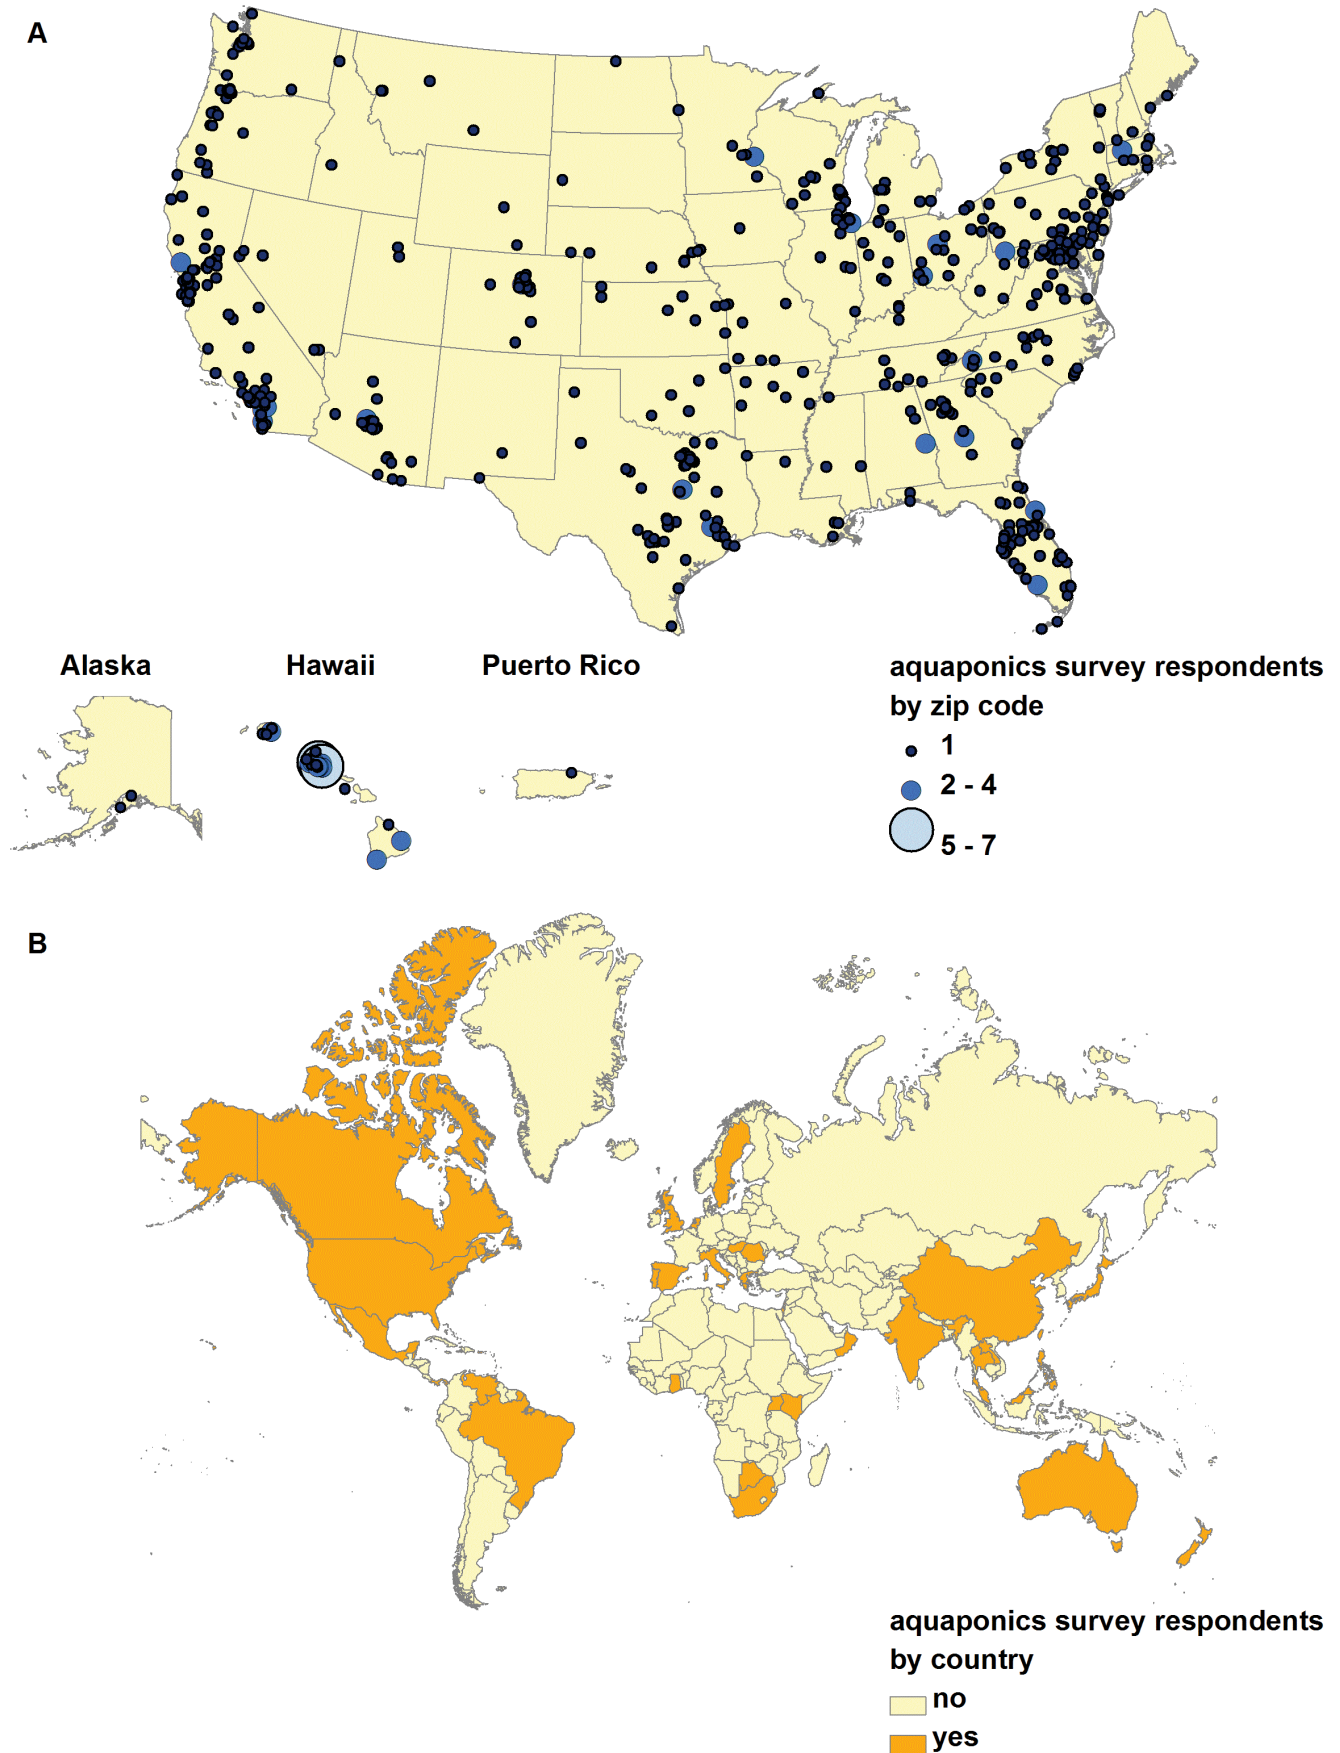 A
Alaska
Hawaii
Puerto Rico
aquaponics survey respondents
by zip code
1
2 - 4
5 - 7
B
aquaponics survey respondents
by country
no
yes